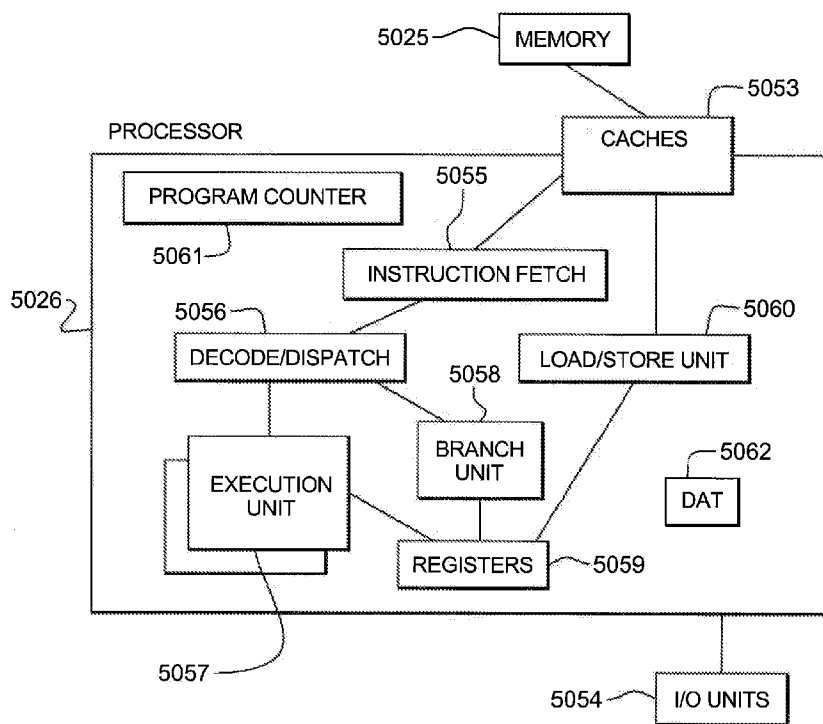 5025
MEMORY
5053
PROCESSOR
CACHES
PROGRAM COUNTER
5055
5061
INSTRUCTION FETCH
5026
5056
5060
DECODE/DISPATCH
LOAD/STORE UNIT
5058
BRANCH
UNIT
5062
EXECUTION
UNIT
DAT
REGISTERS
5059
5057
5054
I/O UNITS